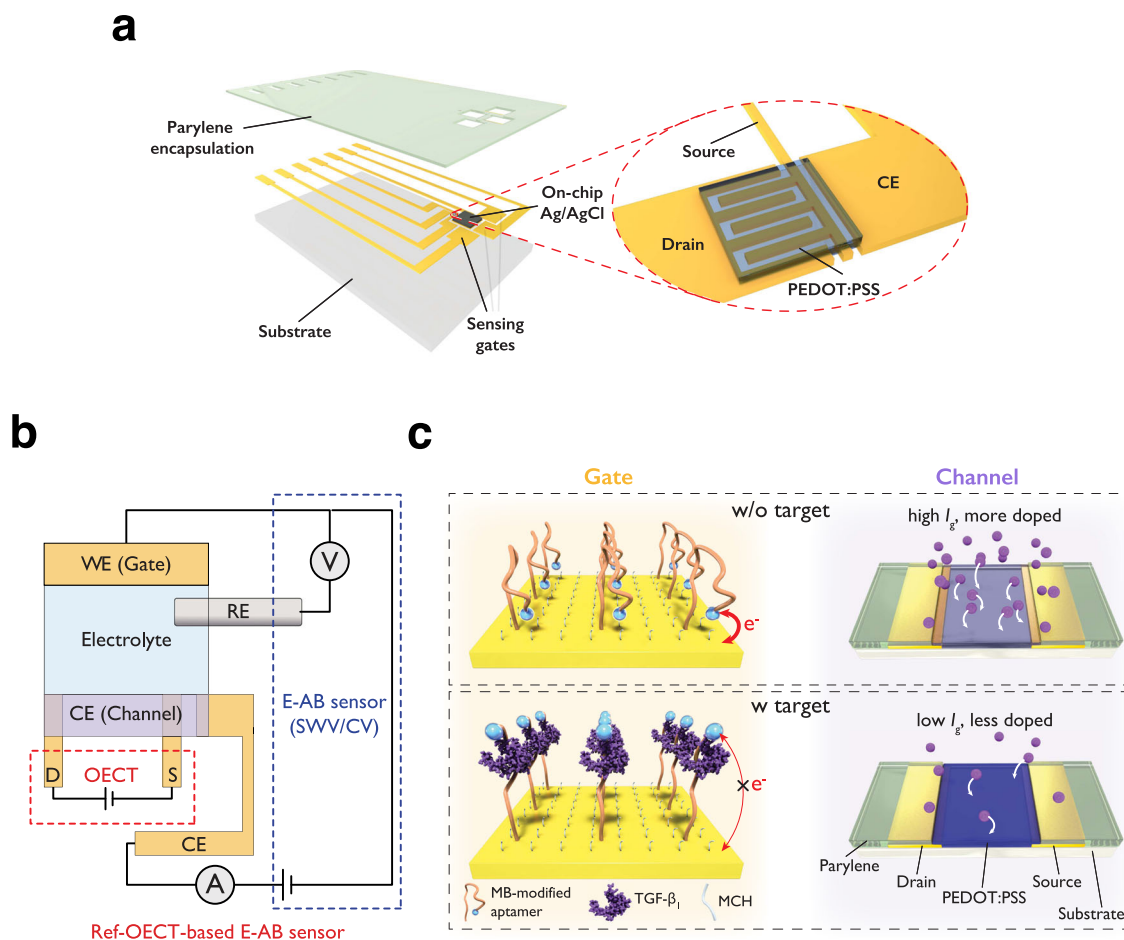 a
Parylene
encapsulation
Substrate
On-chip
Ag/AgCl
Sensing
gates
Source
CE
Drain
PEDOT:PSS
b
WE (Gate)
V
RE
Electrolyte
CE (Channel)
E-AB sensor
(SWV/CV)
D
OECT
S
CE
A
Ref-OECT-based E-AB sensor
c
Gate
Channel
w/o target
high Ig, more doped
e-
w target
low Ig, less doped
e-
MB-modified
aptamer
TGF-β1
MCH
Parylene
Drain
PEDOT:PSS
Source
Substrate